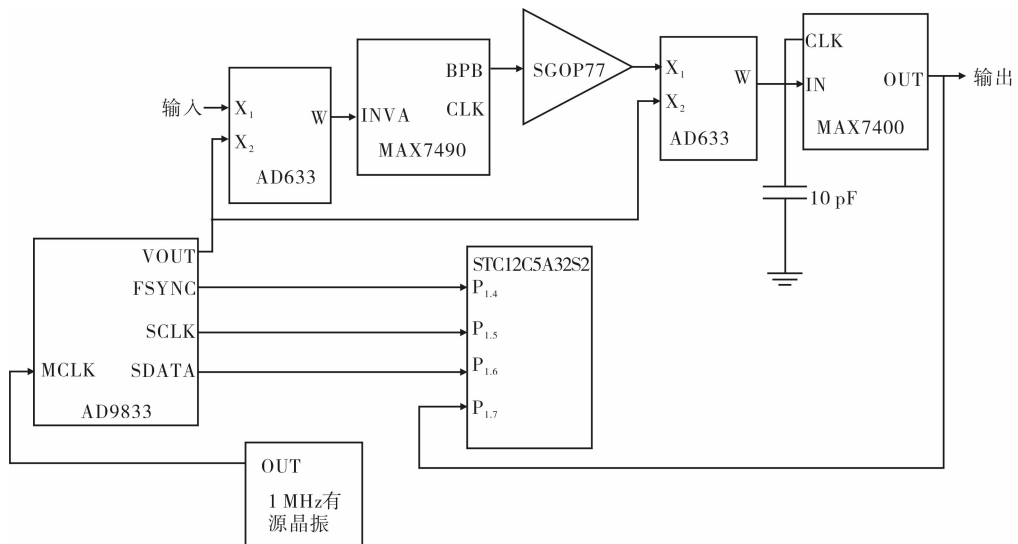 输入
X₁
X₂
W
AD633
INVA
BPB
CLK
MAX7490
SGOP77
X₁
X₂
W
AD633
CLK
IN
OUT
MAX7400
输出
10 pF
VOUT
FSYNC
SCLK
MCLK
SDATA
AD9833
STC12C5A32S2
P₁.₄
P₁.₅
P₁.₆
P₁.₇
OUT
1 MHz有
源晶振